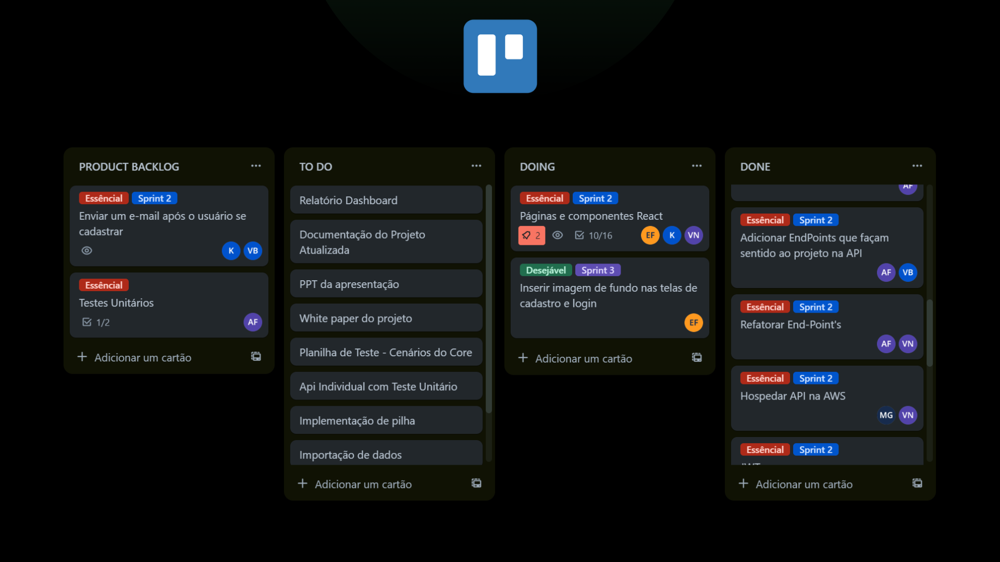 PRODUCT BACKLOG
Essêncial Sprint 2
Enviar um e-mail após o usuário se
cadastrar
K VB
Essêncial
Testes Unitários
1/2 AF
Adicionar um cartão
TO DO
Relatório Dashboard
Documentação do Projeto
Atualizada
PPT da apresentação
White paper do projeto
Planilha de Teste - Cenários do Core
Api Individual com Teste Unitário
Implementação de pilha
Importação de dados
Adicionar um cartão
DOING
Essêncial Sprint 2
Páginas e componentes React
2 10/16 EF K VN
Desejável Sprint 3
Inserir imagem de fundo nas telas de
cadastro e login
EF
Adicionar um cartão
DONE
AF
Essêncial Sprint 2
Adicionar EndPoints que façam
sentido ao projeto na API
AF VB
Essêncial Sprint 2
Refatorar End-Point's
AF VN
Essêncial Sprint 2
Hospedar API na AWS
MG VN
Essêncial Sprint 2
Adicionar um cartão